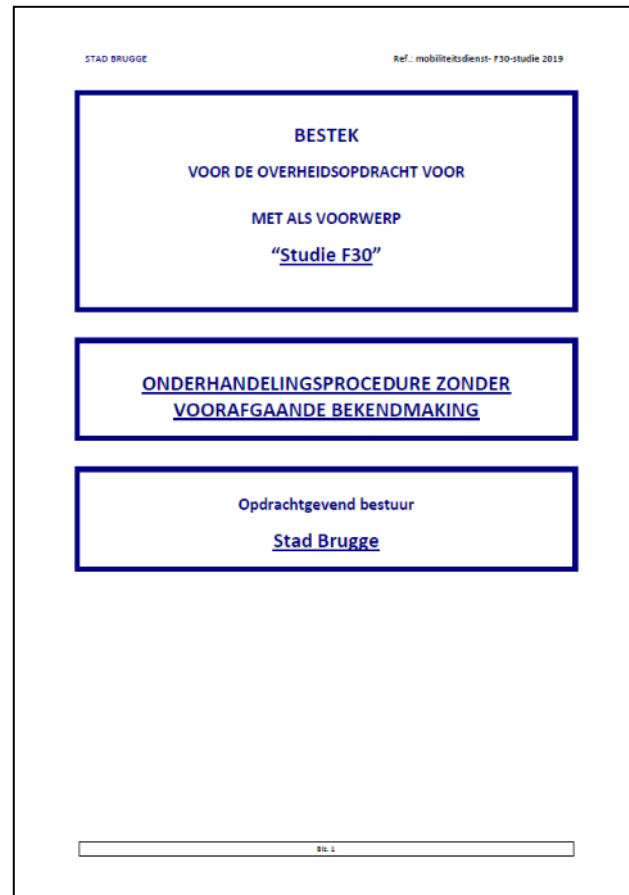 STAD BRUGGE
Ref.: mobiliteitsdienst- F30-studie 2019
BESTEK
VOOR DE OVERHEIDSOPDRACHT VOOR
MET ALS VOORWERP
“Studie F30”
ONDERHANDELINGSPROCEDURE ZONDER
VOORAFGAANDE BEKENDMAKING
Opdrachtgevend bestuur
Stad Brugge
Blz. 1